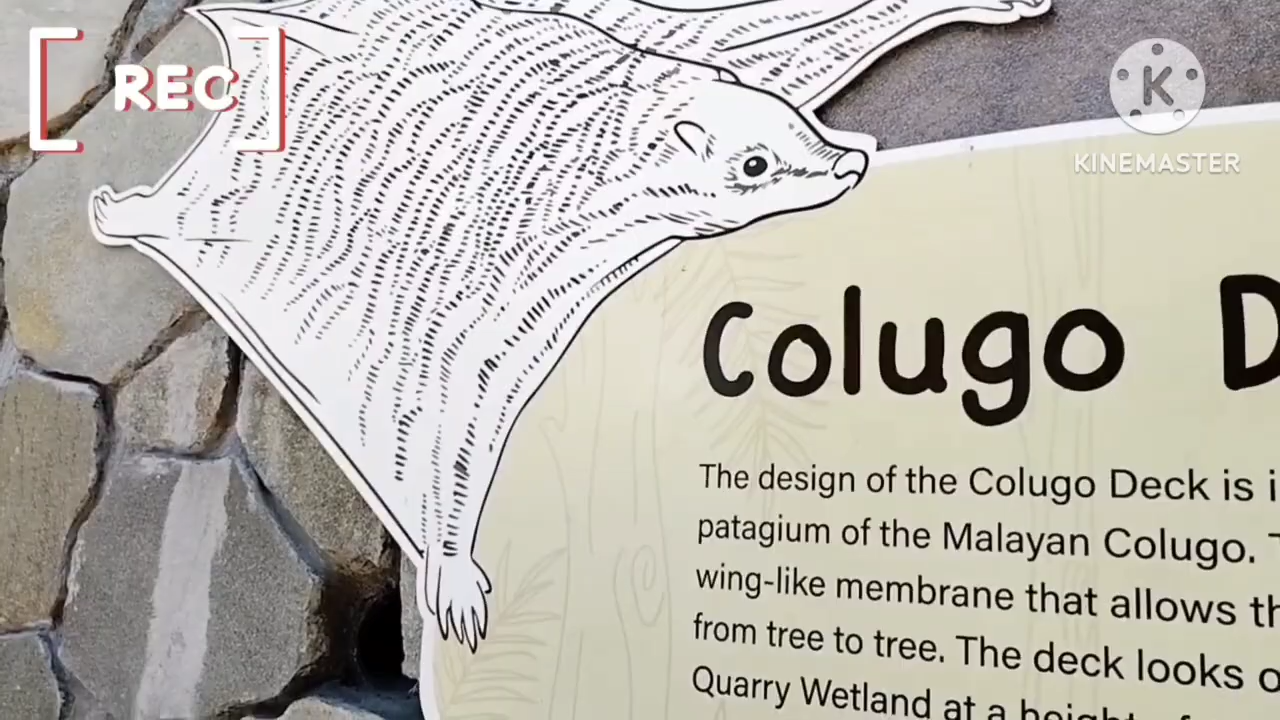 REC
K
KINEMASTER
Colugo
The design of the Colugo Deck is
patagium of the Malayan Colugo.
wing-like membrane that allows
from tree to tree. The deck looks
Quarry Wetland at a height